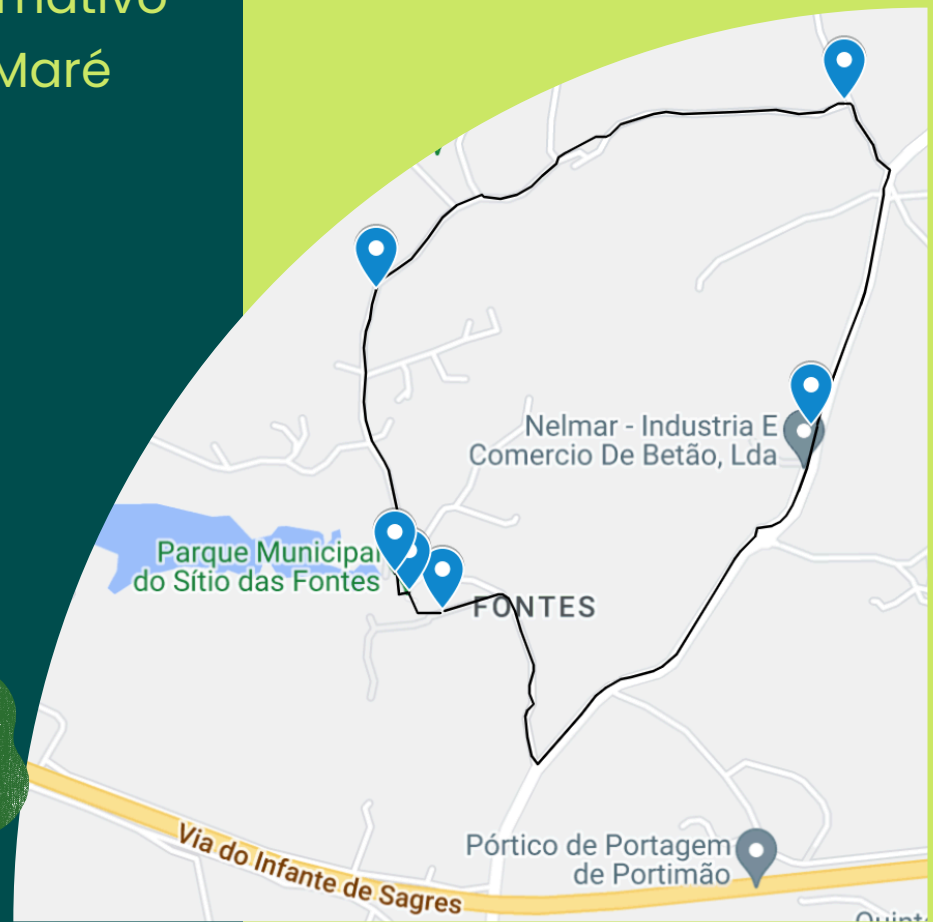 Maré
Nelmar - Industria E
Comercio De Betão, Lda
Parque Municipal
do Sítio das Fontes
FONTES
Via do Infante de Sagres
Pórtico de Portagem
de Portimão